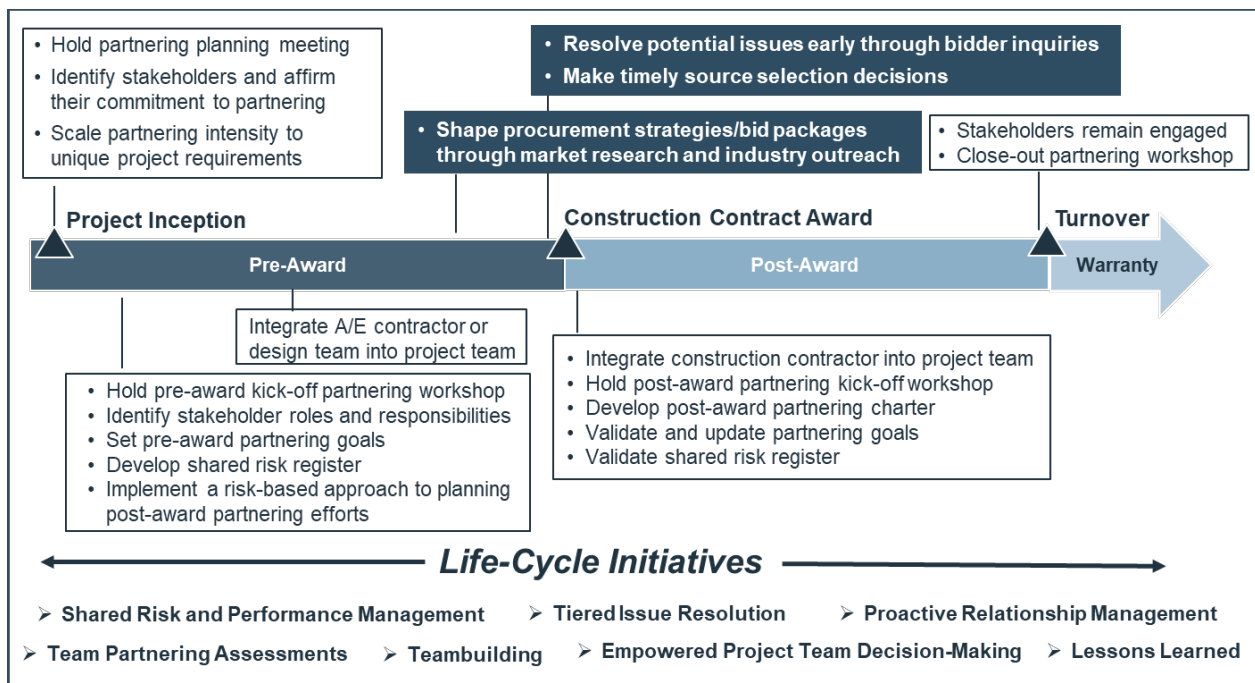 • Hold partnering planning meeting
• Identify stakeholders and affirm
their commitment to partnering
• Scale partnering intensity to
unique project requirements
• Resolve potential issues early through bidder inquiries
• Make timely source selection decisions
• Shape procurement strategies/bid packages
through market research and industry outreach
• Stakeholders remain engaged
• Close-out partnering workshop
Project Inception
Construction Contract Award
Turnover
Pre-Award
Post-Award
Warranty
Integrate A/E contractor or
design team into project team
• Hold pre-award kick-off partnering workshop
• Identify stakeholder roles and responsibilities
• Set pre-award partnering goals
• Develop shared risk register
• Implement a risk-based approach to planning
post-award partnering efforts
• Integrate construction contractor into project team
• Hold post-award partnering kick-off workshop
• Develop post-award partnering charter
• Validate and update partnering goals
• Validate shared risk register
Life-Cycle Initiatives
➢ Shared Risk and Performance Management
➢ Tiered Issue Resolution
➢ Proactive Relationship Management
➢ Team Partnering Assessments
➢ Teambuilding
➢ Empowered Project Team Decision-Making
➢ Lessons Learned